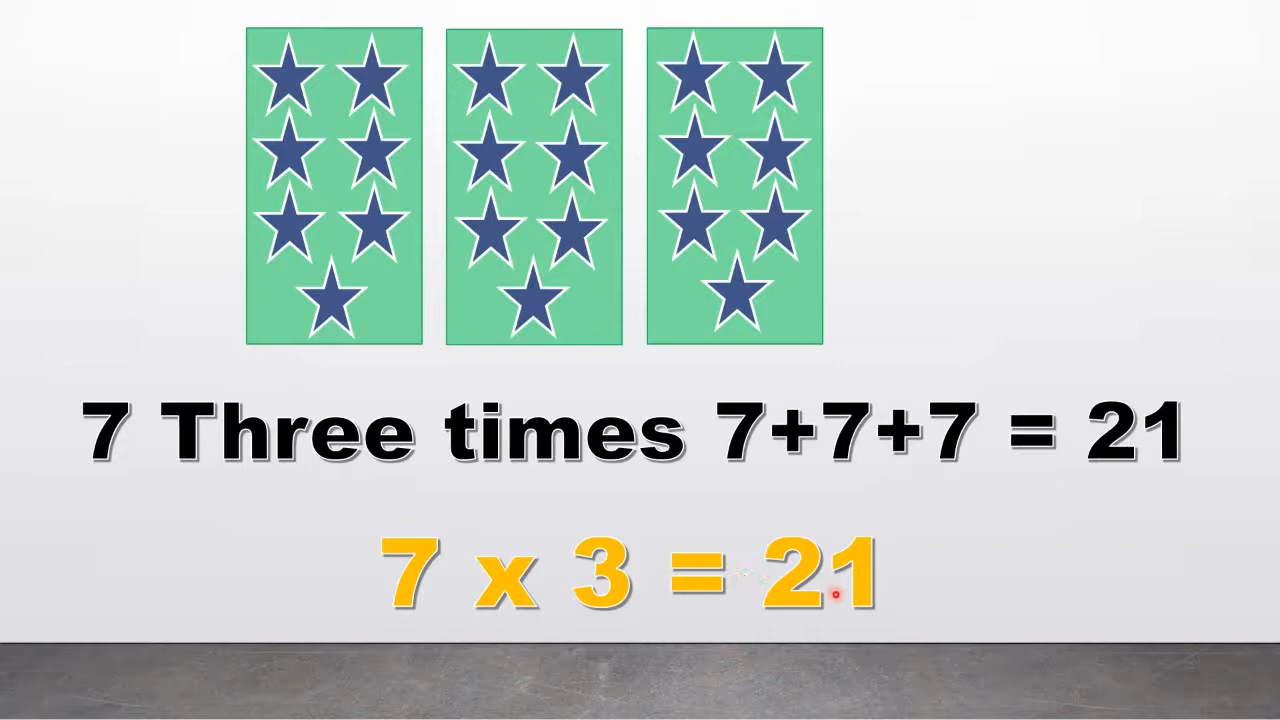 7 Three times 7+7+7 = 21
7 x 3 = 21